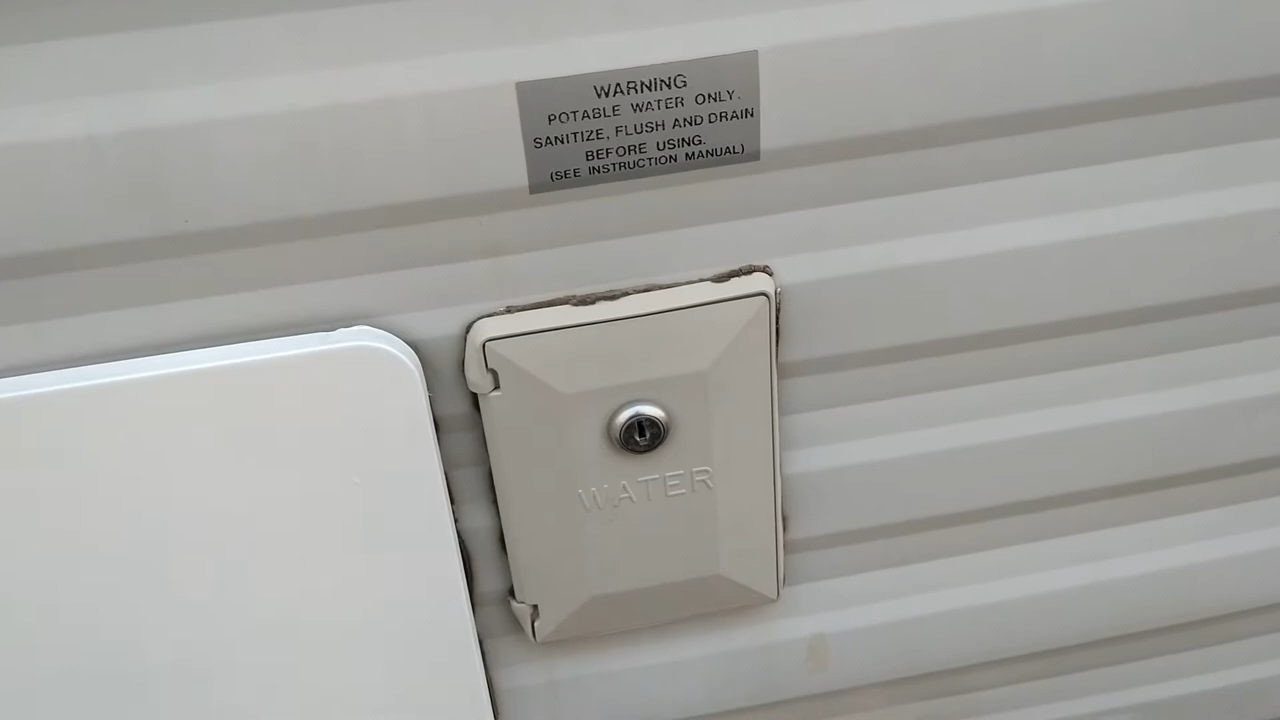 WARNING
POTABLE WATER ONLY.
SANITIZE, FLUSH AND DRAIN
BEFORE USING.
(SEE INSTRUCTION MANUAL)
WATER